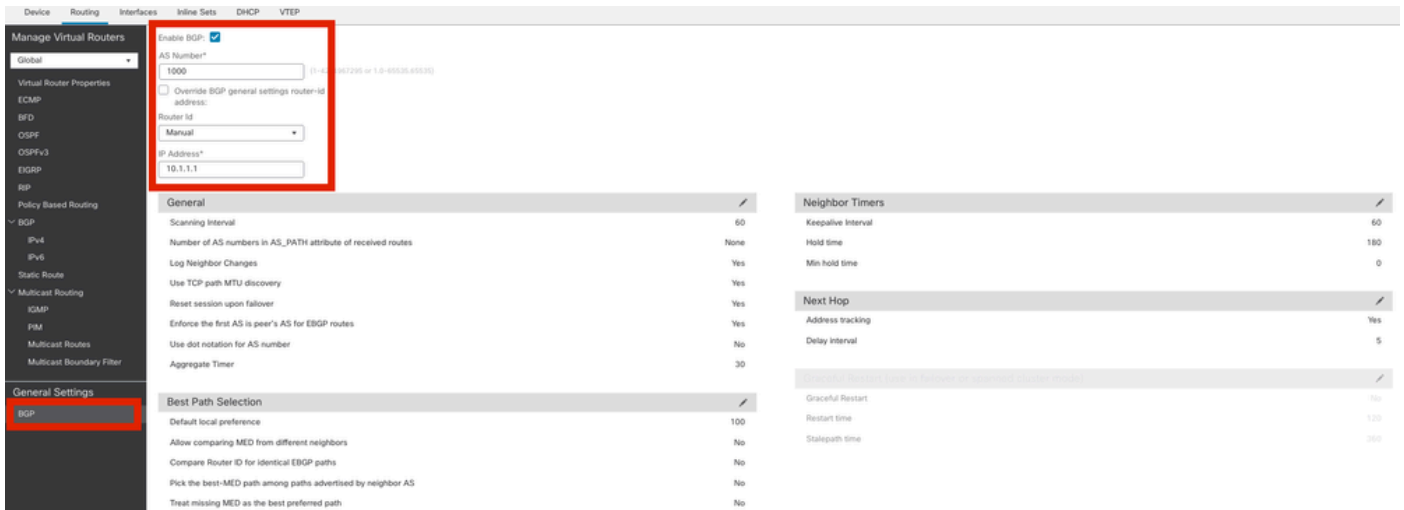 Device Routing Interfaces Inline Sets DHCP VTEP
Manage Virtual Routers
Global
Virtual Router Properties
ECMP
BFD
OSPF
OSPFv3
EIGRP
RIP
Policy Based Routing
BGP
IPv4
IPv6
Static Route
Multicast Routing
IGMP
PIM
Multicast Routes
Multicast Boundary Filter
General Settings
BGP
Enable BGP:
AS Number*
1000
Override BGP general settings router-id
address:
Router Id
Manual
IP Address*
10.1.1.1
General
Scanning Interval 60
Number of AS numbers in AS_PATH attribute of received routes None
Log Neighbor Changes Yes
Use TCP path MTU discovery Yes
Reset session upon failover Yes
Enforce the first AS is peer's AS for EBGP routes Yes
Use dot notation for AS number No
Aggregate Timer 30
Best Path Selection
Default local preference 100
Allow comparing MED from different neighbors No
Compare Router ID for identical EBGP paths No
Pick the best-MED path among paths advertised by neighbor AS No
Treat missing MED as the best preferred path No
Neighbor Timers
Keepalive Interval 60
Hold time 180
Min hold time 0
Next Hop
Address tracking Yes
Delay interval 5
Graceful Restart (use in failover or spanned cluster mode)
Graceful Restart No
Restart time 120
Stalepath time 360